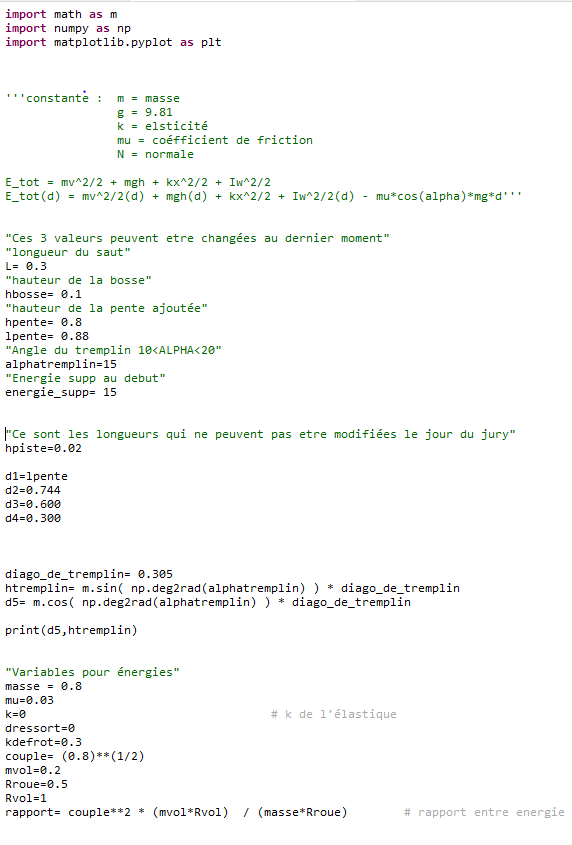 import math as m
import numpy as np
import matplotlib.pyplot as plt
'''constante : m = masse
g = 9.81
k = elsticité
mu = coéfficient de friction
N = normale
E_tot = mv^2/2 + mgh + kx^2/2 + Iw^2/2
E_tot(d) = mv^2/2(d) + mgh(d) + kx^2/2 + Iw^2/2(d) - mu*cos(alpha)*mg*d'''
"Ces 3 valeurs peuvent etre changées au dernier moment"
"longueur du saut"
L= 0.3
"hauteur de la bosse"
hbosse= 0.1
"hauteur de la pente ajoutée"
hpente= 0.8
lpente= 0.88
"Angle du tremplin 10<ALPHA<20"
alphatremplin=15
"Energie supp au debut"
energie_supp= 15
"Ce sont les longueurs qui ne peuvent pas etre modifiées le jour du jury"
hpiste=0.02
d1=lpente
d2=0.744
d3=0.600
d4=0.300
diago_de_tremplin= 0.305
htremplin= m.sin( np.deg2rad(alphatremplin) ) * diago_de_tremplin
d5= m.cos( np.deg2rad(alphatremplin) ) * diago_de_tremplin
print(d5,htremplin)
"Variables pour énergies"
masse = 0.8
mu=0.03
k=0 # k de l'élastique
dressort=0
kdefrot=0.3
couple= (0.8)**(1/2)
mvol=0.2
Rroue=0.5
Rvol=1
rapport= couple**2 * (mvol*Rvol) / (masse*Rroue) # rapport entre energie